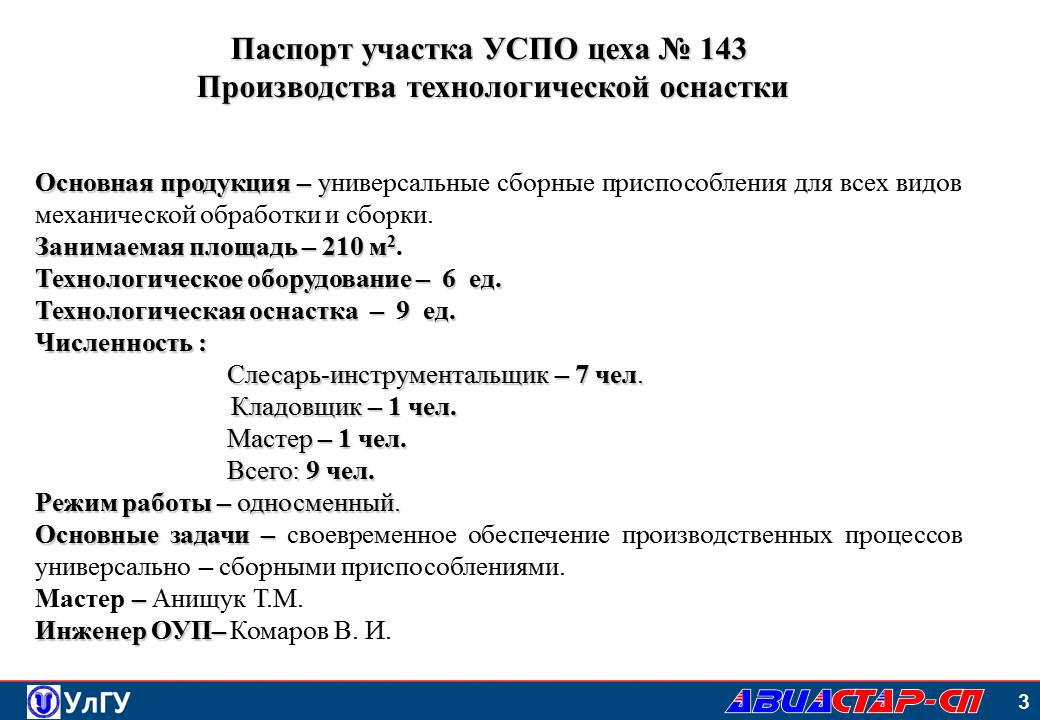 Паспорт участка УСПО цеха № 143
Производства технологической оснастки
Основная продукция – универсальные сборные приспособления для всех видов
механической обработки и сборки.
Занимаемая площадь – 210 м².
Технологическое оборудование – 6 ед.
Технологическая оснастка – 9 ед.
Численность :
Слесарь-инструментальщик – 7 чел.
Кладовщик – 1 чел.
Мастер – 1 чел.
Всего: 9 чел.
Режим работы – односменный.
Основные задачи – своевременное обеспечение производственных процессов
универсально – сборными приспособлениями.
Мастер – Анищук Т.М.
Инженер ОУП– Комаров В. И.
УлГУ
АВИАСТАР-СП
3